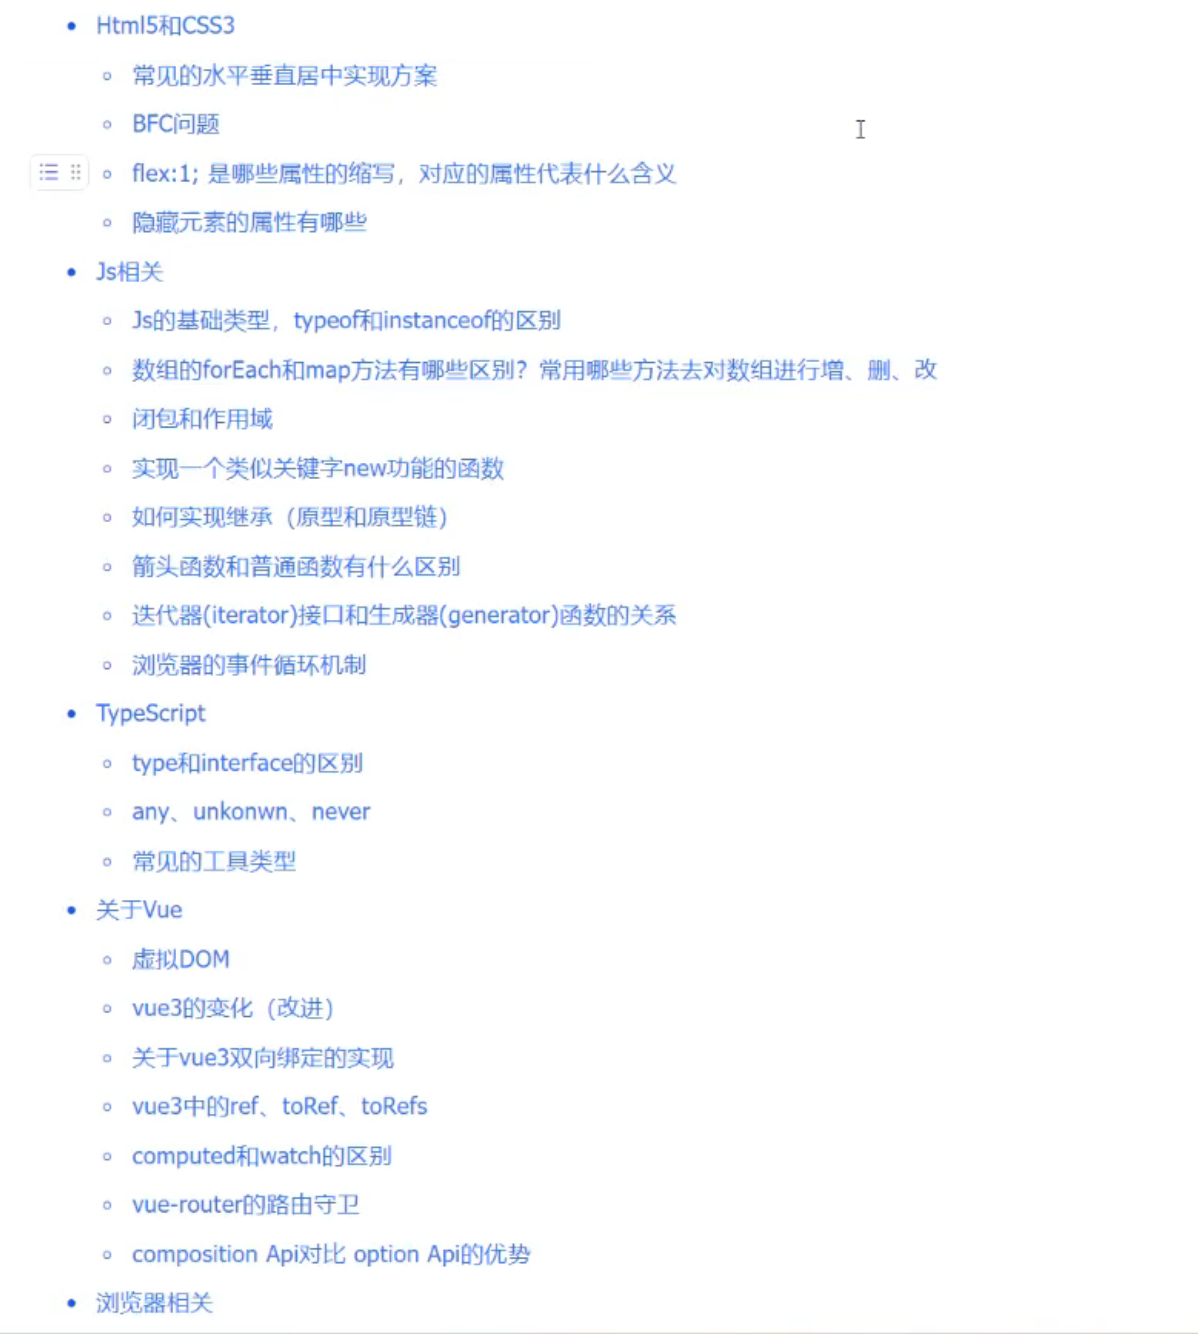 Html5和CSS3
常见的水平垂直居中实现方案
BFC问题
flex:1; 是哪些属性的缩写，对应的属性代表什么含义
隐藏元素的属性有哪些
Js相关
Js的基础类型，typeof和instanceof的区别
数组的forEach和map方法有哪些区别？常用哪些方法去对数组进行增、删、改
闭包和作用域
实现一个类似关键字new功能的函数
如何实现继承（原型和原型链）
箭头函数和普通函数有什么区别
迭代器(iterator)接口和生成器(generator)函数的关系
浏览器的事件循环机制
TypeScript
type和interface的区别
any、unkonwn、never
常见的工具类型
关于Vue
虚拟DOM
vue3的变化（改进）
关于vue3双向绑定的实现
vue3中的ref、toRef、toRefs
computed和watch的区别
vue-router的路由守卫
composition Api对比 option Api的优势
浏览器相关